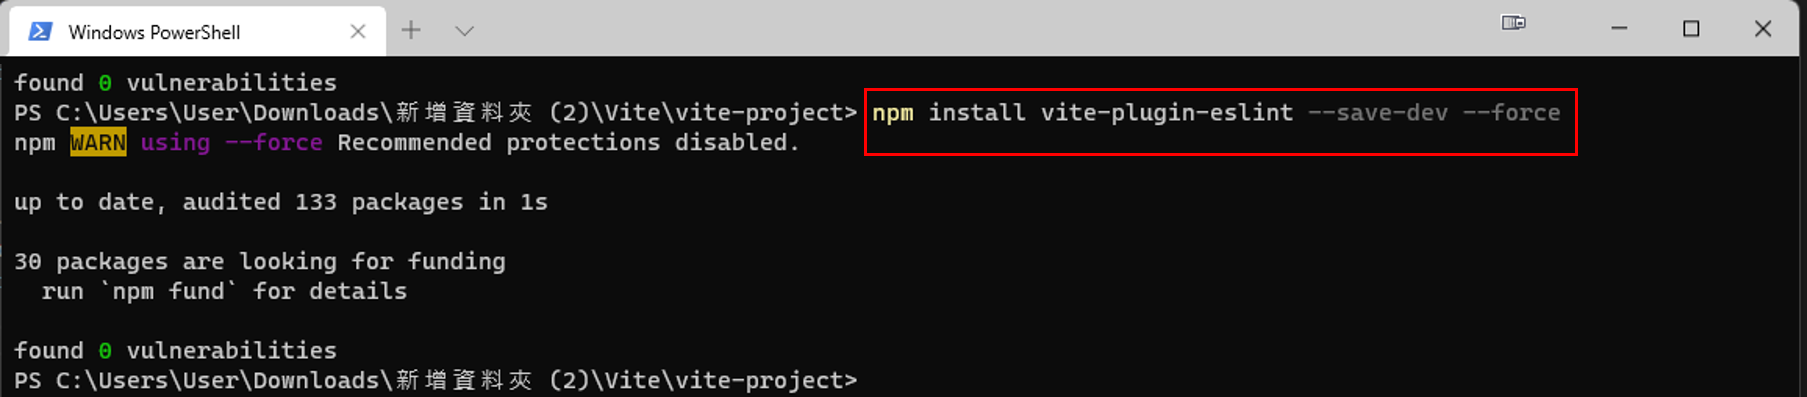 Windows PowerShell
found 0 vulnerabilities
PS C:\Users\User\Downloads\新增資料夾 (2)\Vite\vite-project> npm install vite-plugin-eslint --save-dev --force
npm WARN using --force Recommended protections disabled.
up to date, audited 133 packages in 1s
30 packages are looking for funding
  run `npm fund` for details
found 0 vulnerabilities
PS C:\Users\User\Downloads\新增資料夾 (2)\Vite\vite-project>